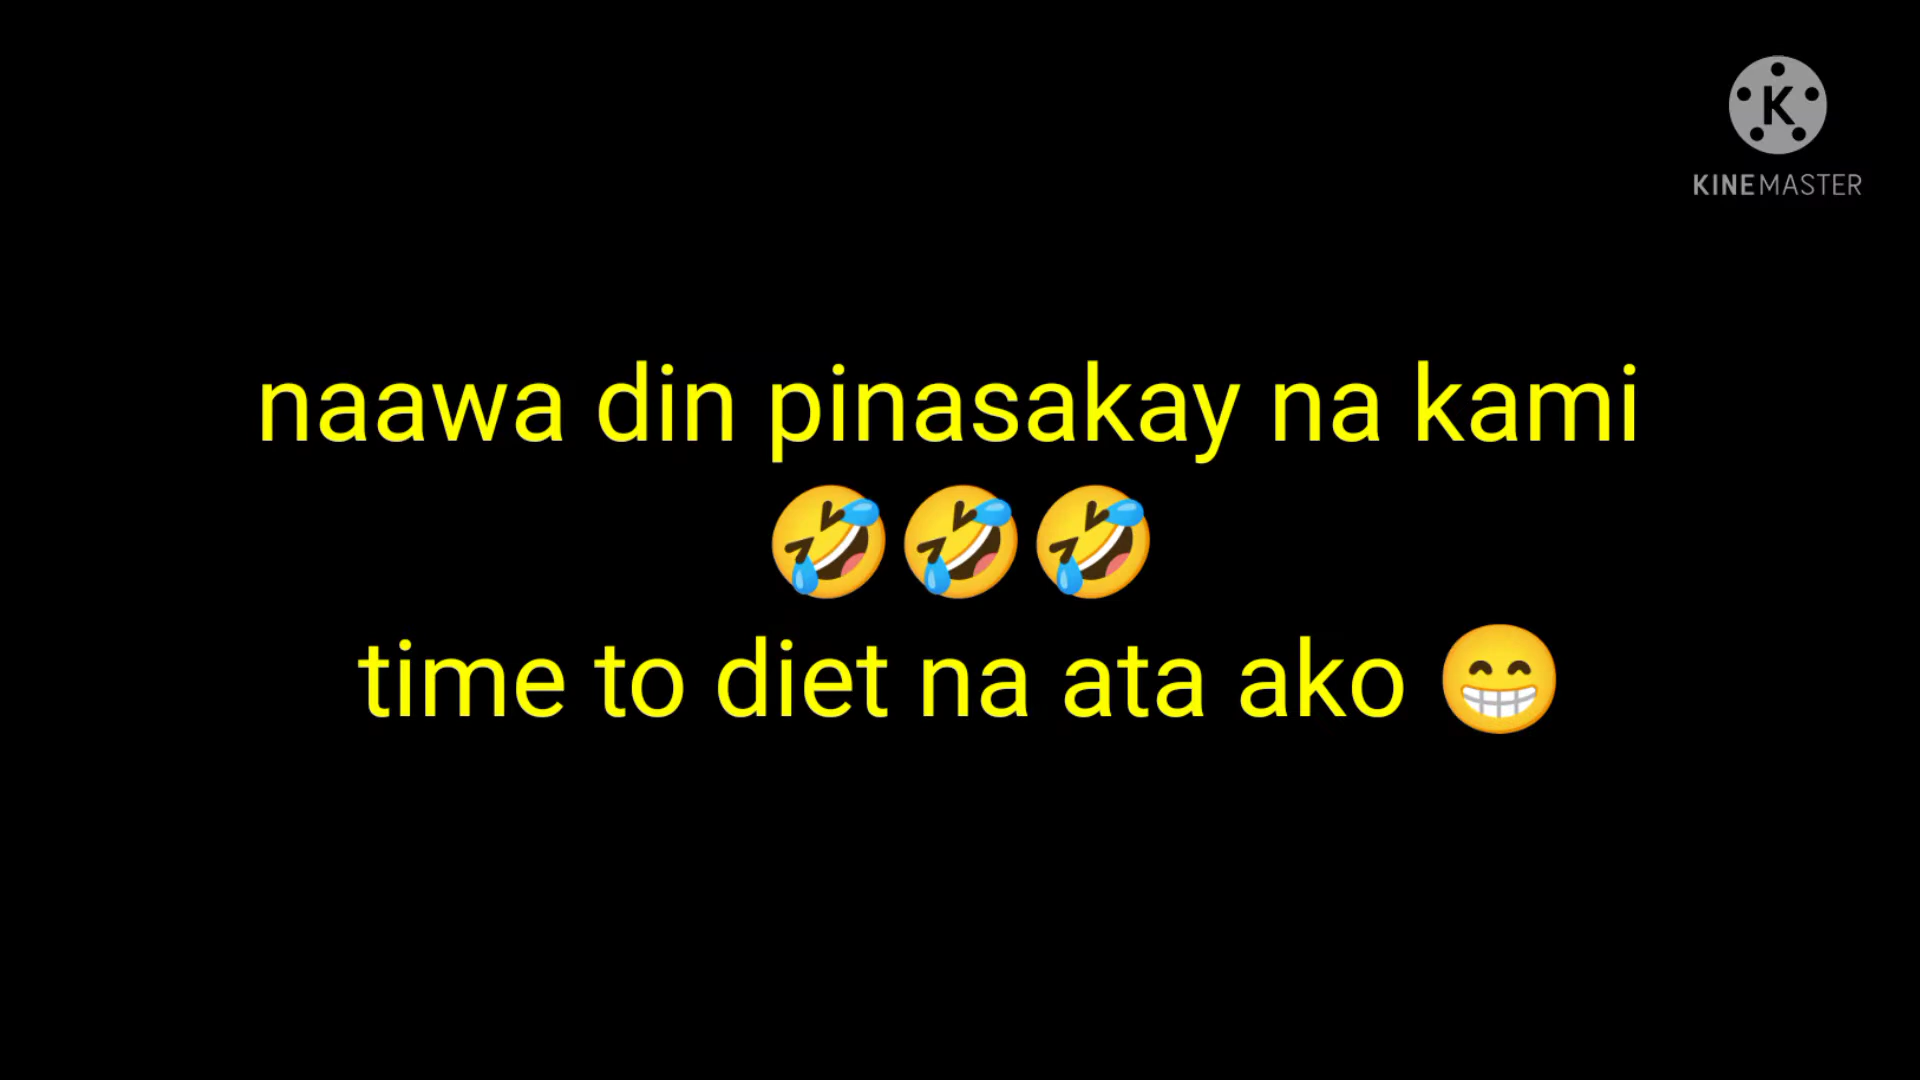 KINEMASTER
naawa din pinasakay na kami
🤣🤣🤣
time to diet na ata ako 😁